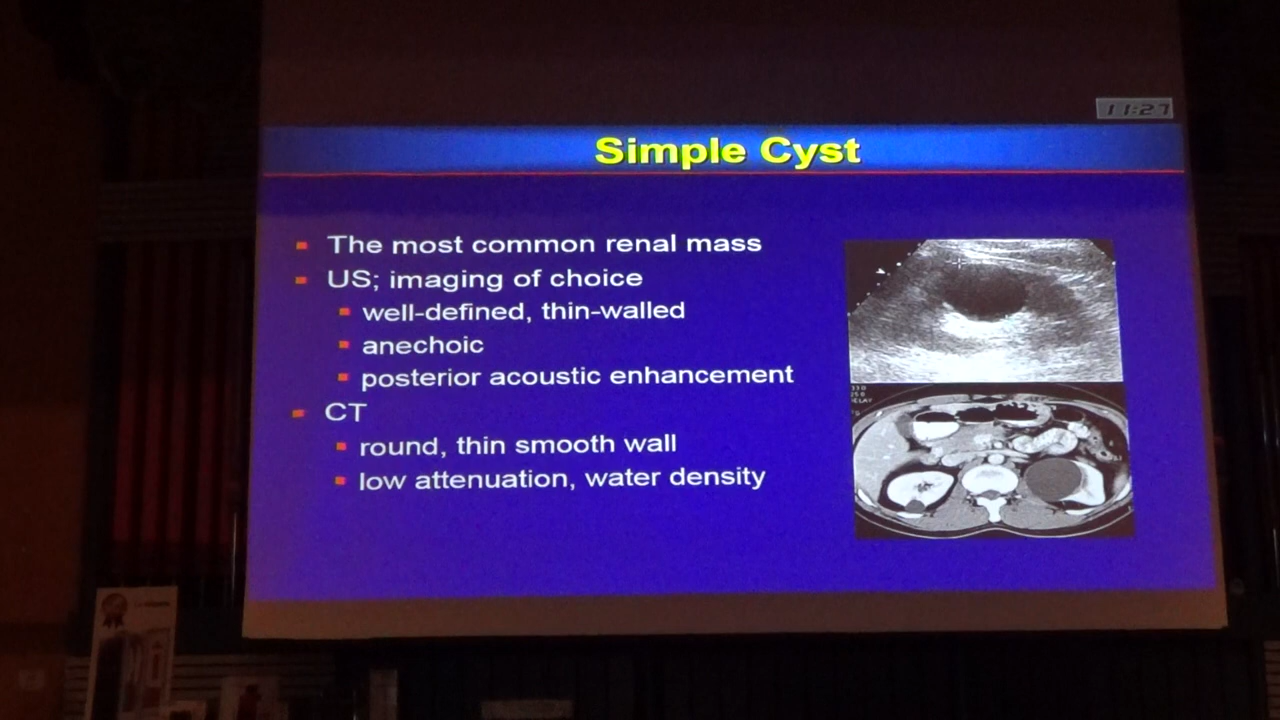 11:27
Simple Cyst
The most common renal mass
US; imaging of choice
well-defined, thin-walled
anechoic
posterior acoustic enhancement
CT
round, thin smooth wall
low attenuation, water density